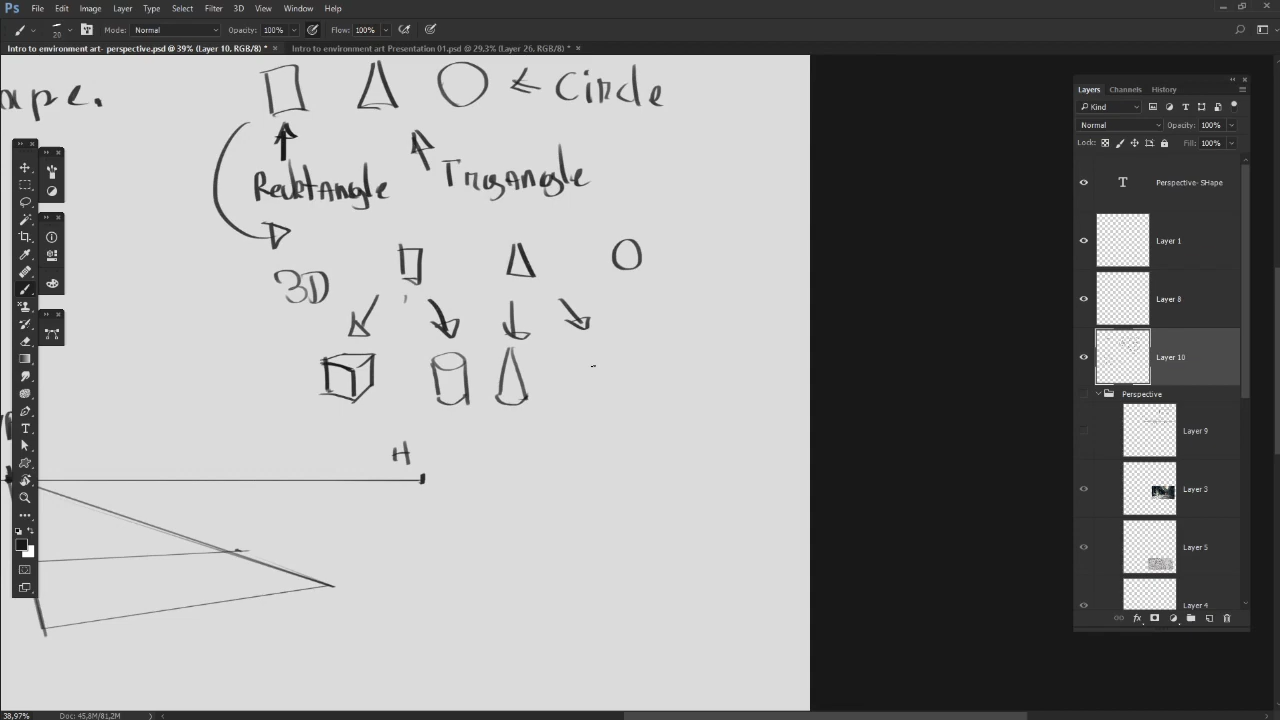 Ps File Edit Image Layer Type Select Filter 3D View Window Help
20 Mode: Normal Opacity: 100% Flow: 100%
Intro to environment art- perspective.psd @ 39% (Layer 10, RGB/8) * × Intro to environment art Presentation 01.psd @ 29,3% (Layer 26, RGB/8) * ×
ape.
Circle
Recktangle
Triangle
3D
H
Layers Channels History
Kind
Normal Opacity: 100%
Lock: Fill: 100%
T Perspective- SHape
Layer 1
Layer 8
Layer 10
Perspective
Layer 9
Layer 3
Layer 5
Layer 4
fx
38,97% Doc: 45,8M/81,2M